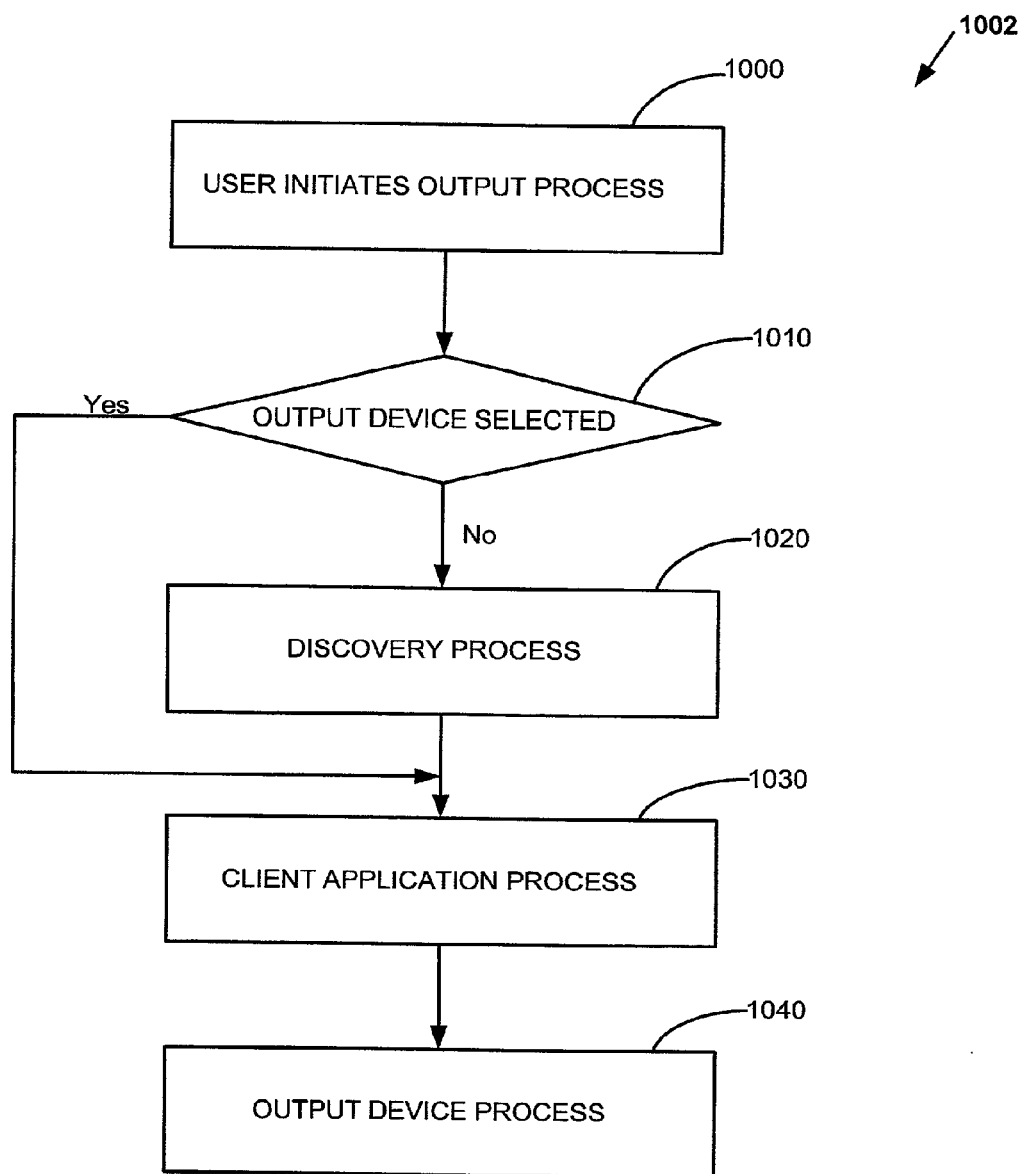 1002
1000
USER INITIATES OUTPUT PROCESS
1010
Yes
OUTPUT DEVICE SELECTED
No
1020
DISCOVERY PROCESS
1030
CLIENT APPLICATION PROCESS
1040
OUTPUT DEVICE PROCESS